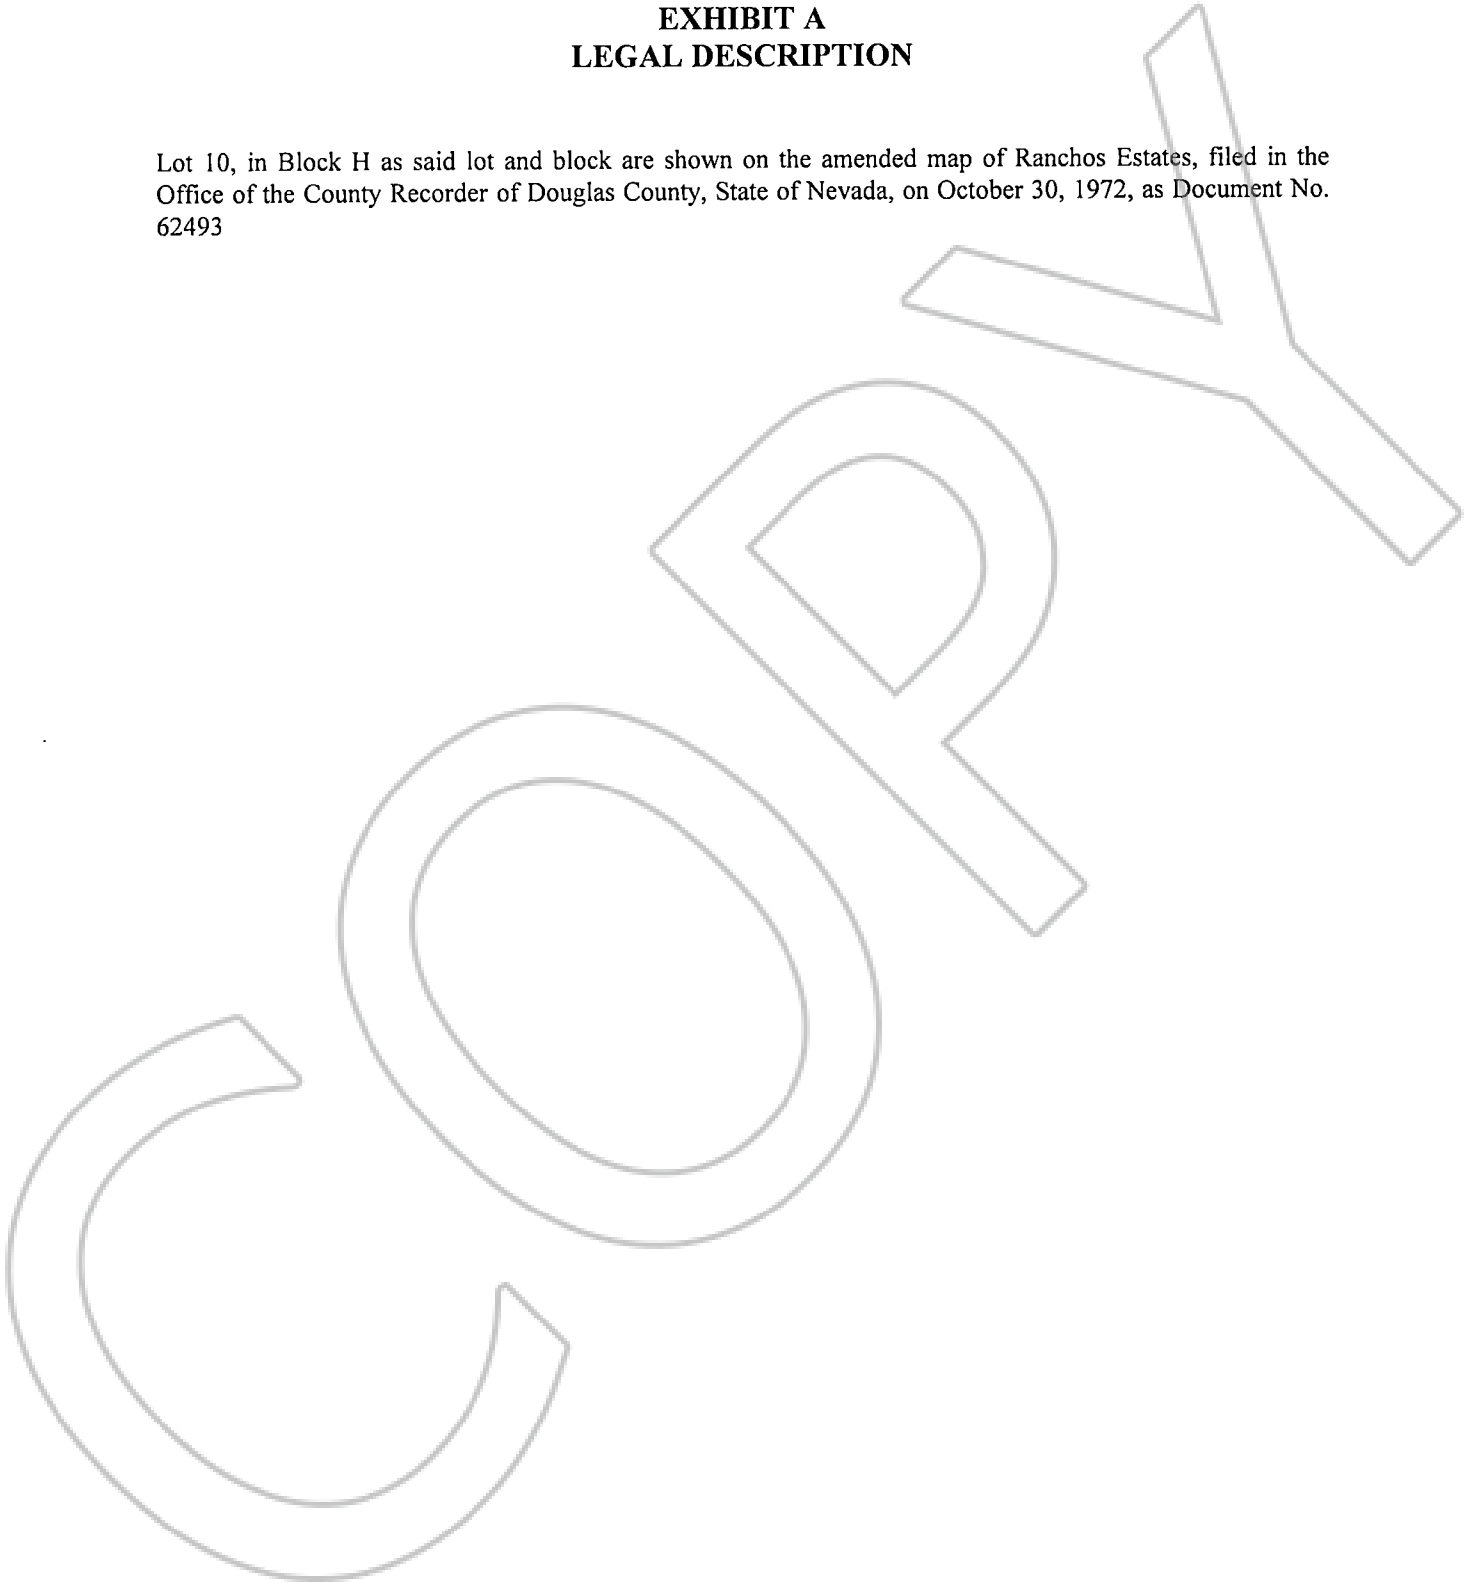 EXHIBIT A
LEGAL DESCRIPTION
Lot 10, in Block H as said lot and block are shown on the amended map of Ranchos Estates, filed in the
Office of the County Recorder of Douglas County, State of Nevada, on October 30, 1972, as Document No.
62493
COPY